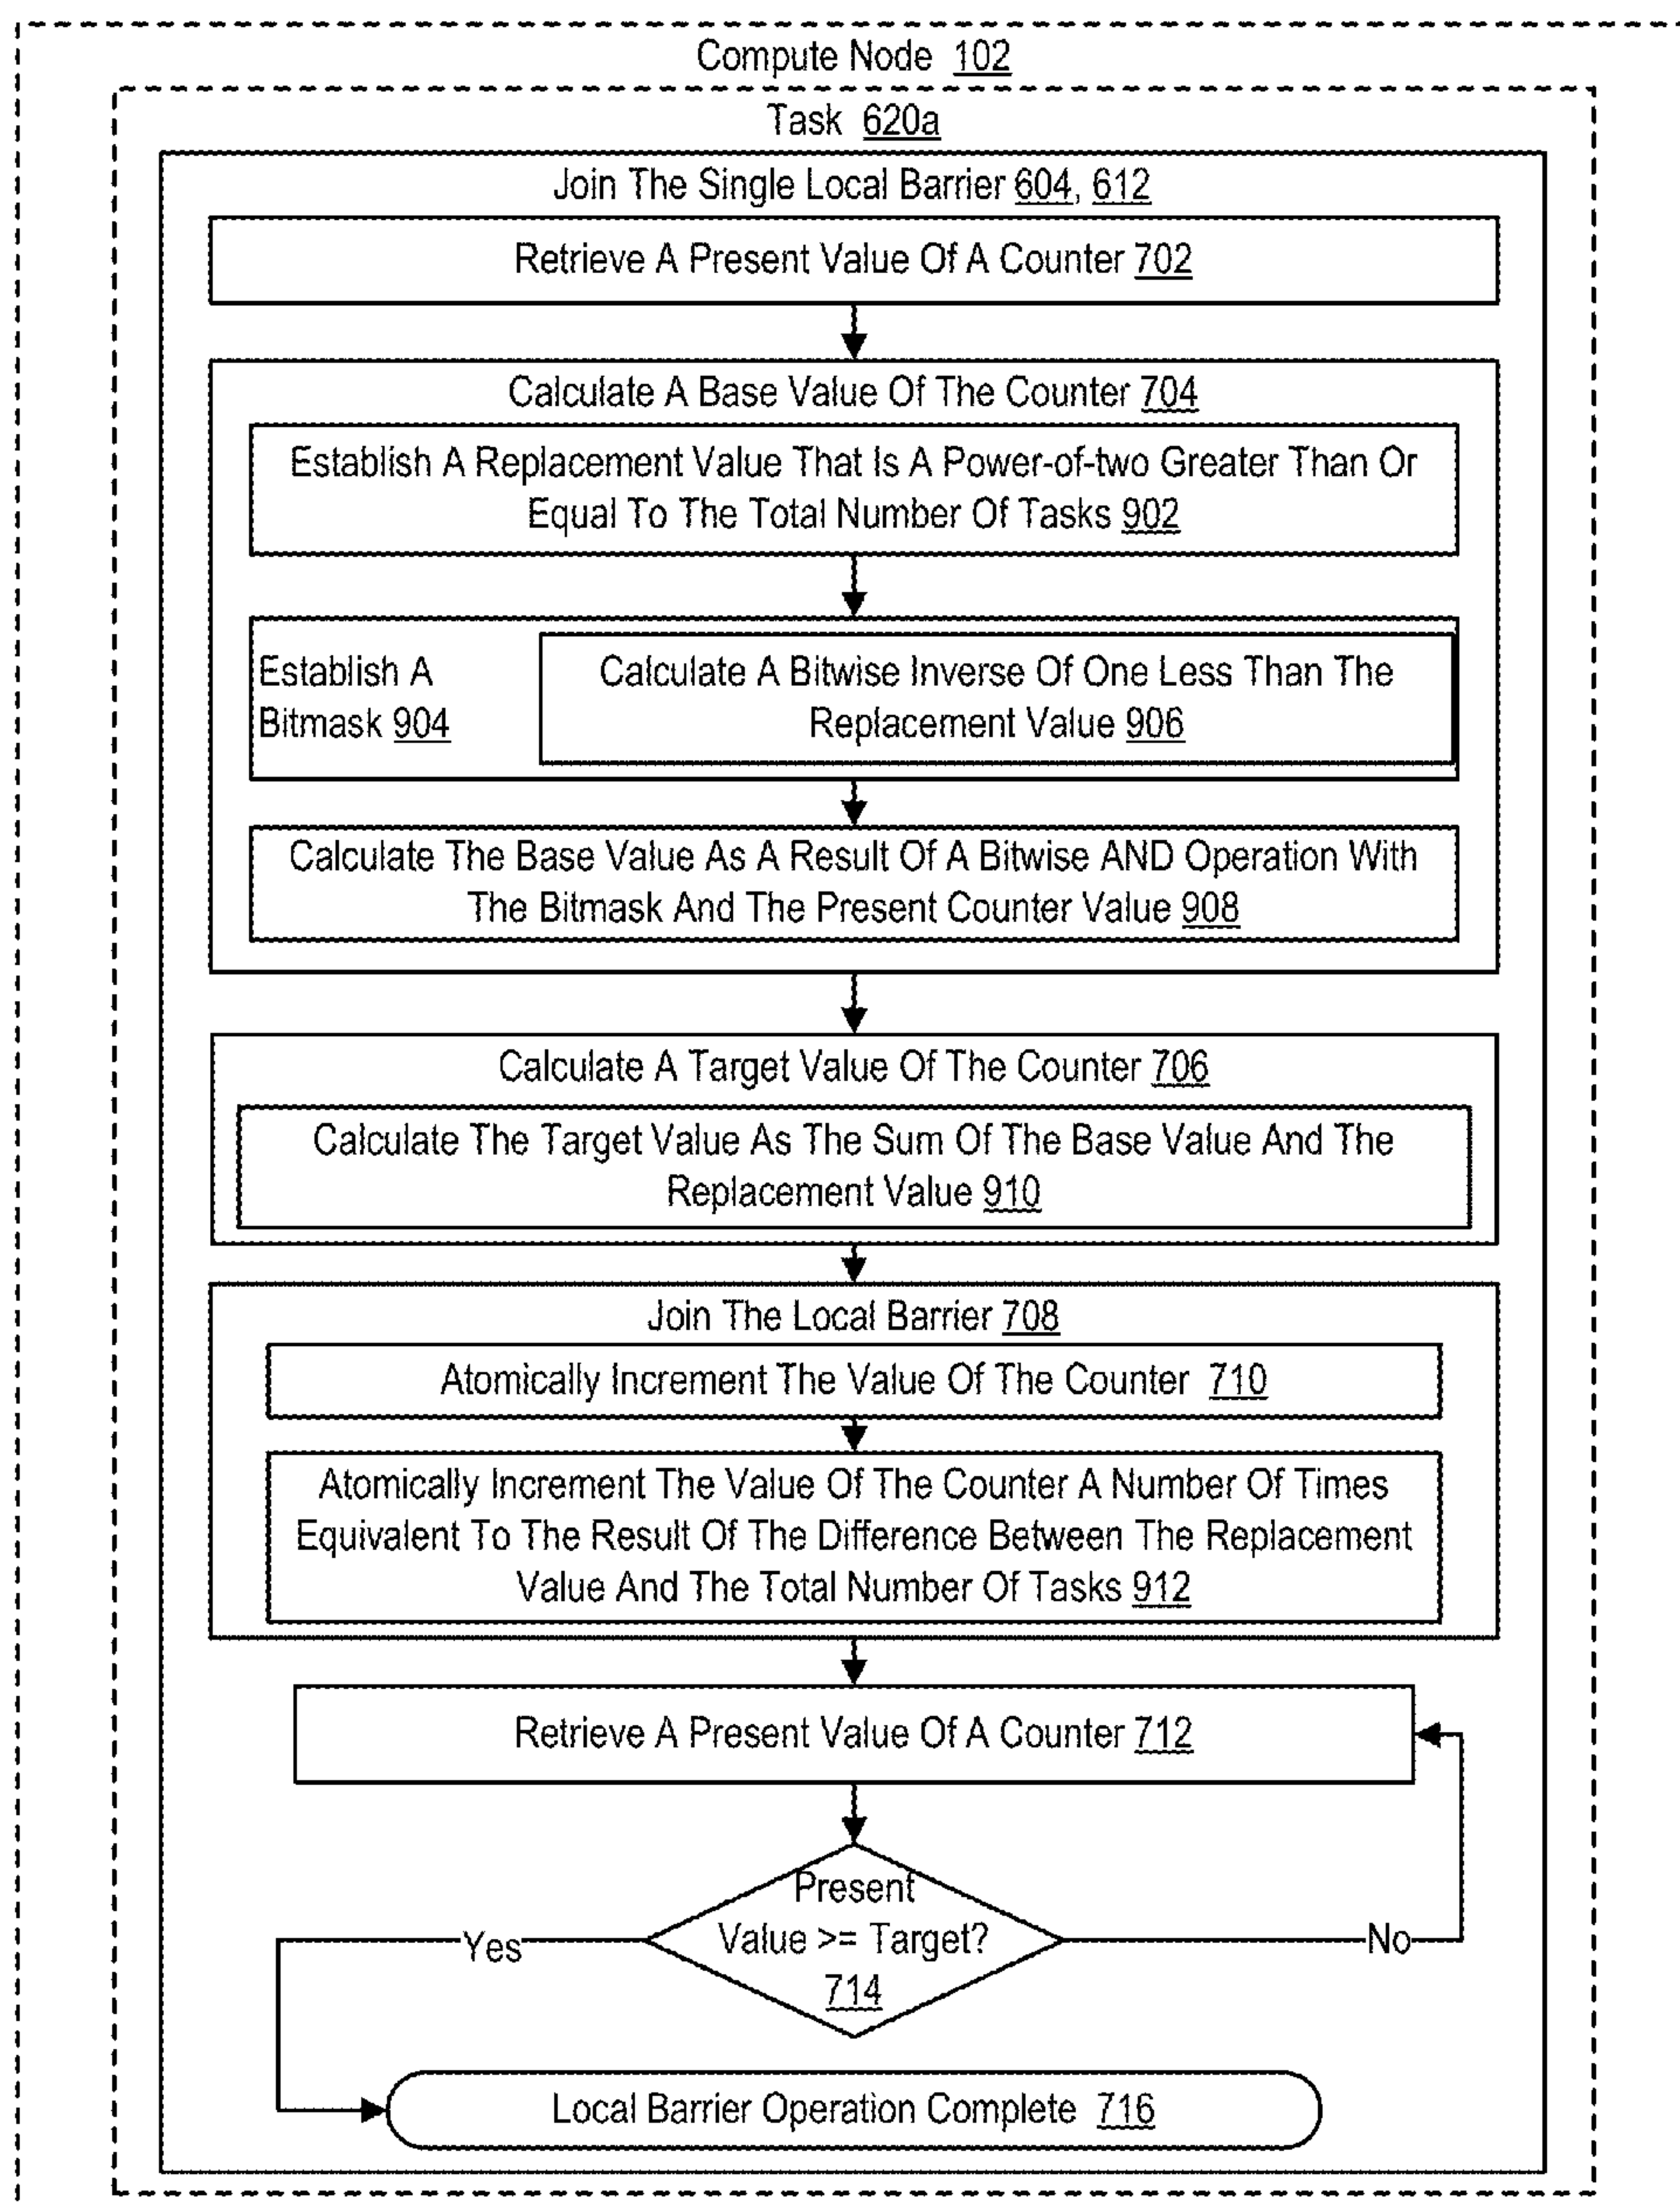 Compute Node 102
Task 620a
Join The Single Local Barrier 604, 612
Retrieve A Present Value Of A Counter 702
Calculate A Base Value Of The Counter 704
Establish A Replacement Value That Is A Power-of-two Greater Than Or
Equal To The Total Number Of Tasks 902
Establish A
Bitmask 904
Calculate A Bitwise Inverse Of One Less Than The
Replacement Value 906
Calculate The Base Value As A Result Of A Bitwise AND Operation With
The Bitmask And The Present Counter Value 908
Calculate A Target Value Of The Counter 706
Calculate The Target Value As The Sum Of The Base Value And The
Replacement Value 910
Join The Local Barrier 708
Atomically Increment The Value Of The Counter 710
Atomically Increment The Value Of The Counter A Number Of Times
Equivalent To The Result Of The Difference Between The Replacement
Value And The Total Number Of Tasks 912
Retrieve A Present Value Of A Counter 712
Present
Value >= Target?
714
Yes
No
Local Barrier Operation Complete 716